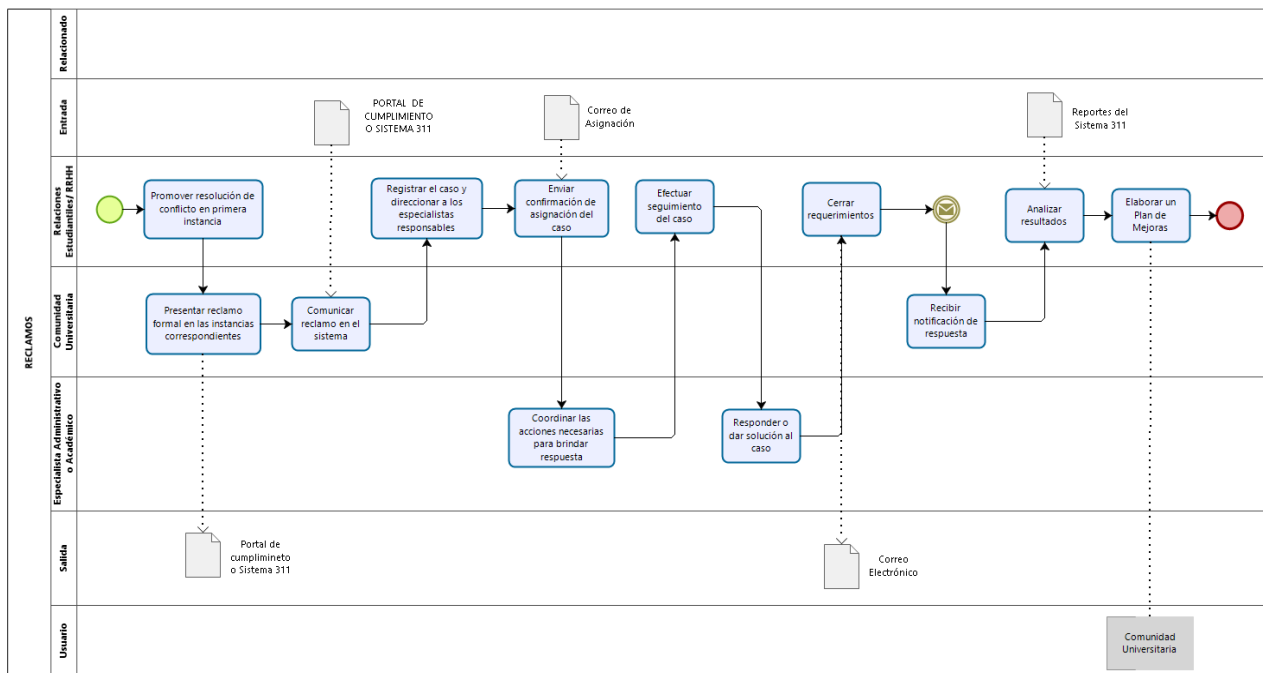 RECLAMOS
Relacionado
Entrada
PORTAL DE
CUMPLIMIENTO
O SISTEMA 311
Correo de
Asignación
Reportes del
Sistema 311
Relaciones
Estudiantiles/ RRHH
Promover resolución de
conflicto en primera
instancia
Registrar el caso y
direccionar a los
especialistas
responsables
Enviar
confirmación de
asignación del
caso
Efectuar
seguimiento
del caso
Cerrar
requerimientos
Analizar
resultados
Elaborar un
Plan de
Mejoras
Comunidad
Universitaria
Presentar reclamo
formal en las instancias
correspondientes
Comunicar
reclamo en el
sistema
Recibir
notificación de
respuesta
Especialista Administrativo
o Académico
Coordinar las
acciones necesarias
para brindar
respuesta
Responder o
dar solución al
caso
Salida
Portal de
cumplimineto
o Sistema 311
Correo
Electrónico
Usuario
Comunidad
Universitaria